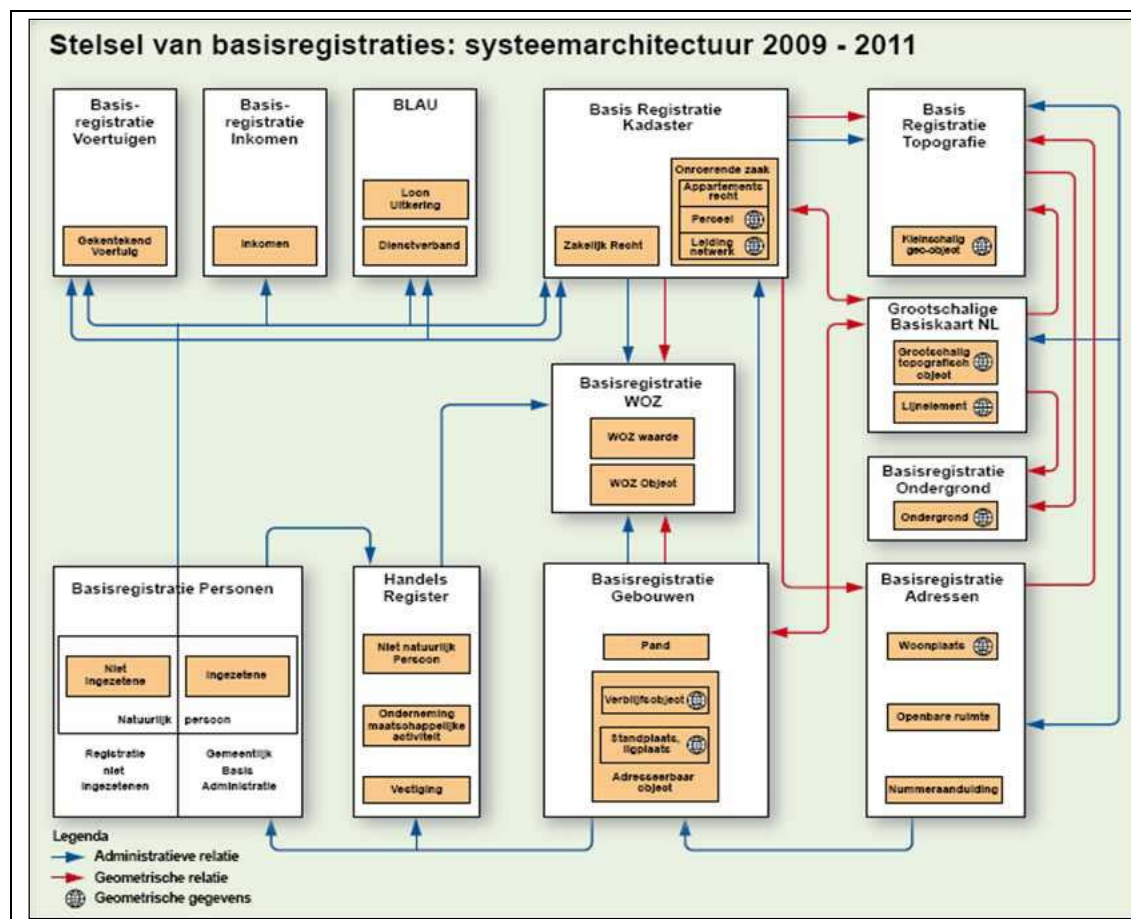 Stelsel van basisregistraties: systeemarchitectuur 2009 - 2011
Basis-
registratie
Voertuigen
Gekentekend
Voertuig
Basis-
registratie
Inkomen
Inkomen
BLAU
Loon
Uitkering
Dienstverband
Basis Registratie
Kadaster
Zakelijk Recht
Onroerende zaak
Appartements
recht
Perceel
Leiding
netwerk
Basis
Registratie
Topografie
Kleinschalig
geo-object
Grootschalige
Basiskaart NL
Grootschalig
topografisch
object
Lijnelement
Basisregistratie
WOZ
WOZ waarde
WOZ Object
Basisregistratie
Ondergrond
Ondergrond
Basisregistratie Personen
Niet
Ingezetene
Ingezetene
Natuurlijk persoon
Registratie
niet
ingezetenen
Gemeentelijk
Basis
Administratie
Handels
Register
Niet natuurlijk
Persoon
Onderneming
maatschappelijke
activiteit
Vestiging
Basisregistratie
Gebouwen
Pand
Verblijfsobject
Standplaats,
ligplaats
Adresseerbaar
object
Basisregistratie
Adressen
Woonplaats
Openbare ruimte
Nummeraanduiding
Legenda
Administratieve relatie
Geometrische relatie
Geometrische gegevens